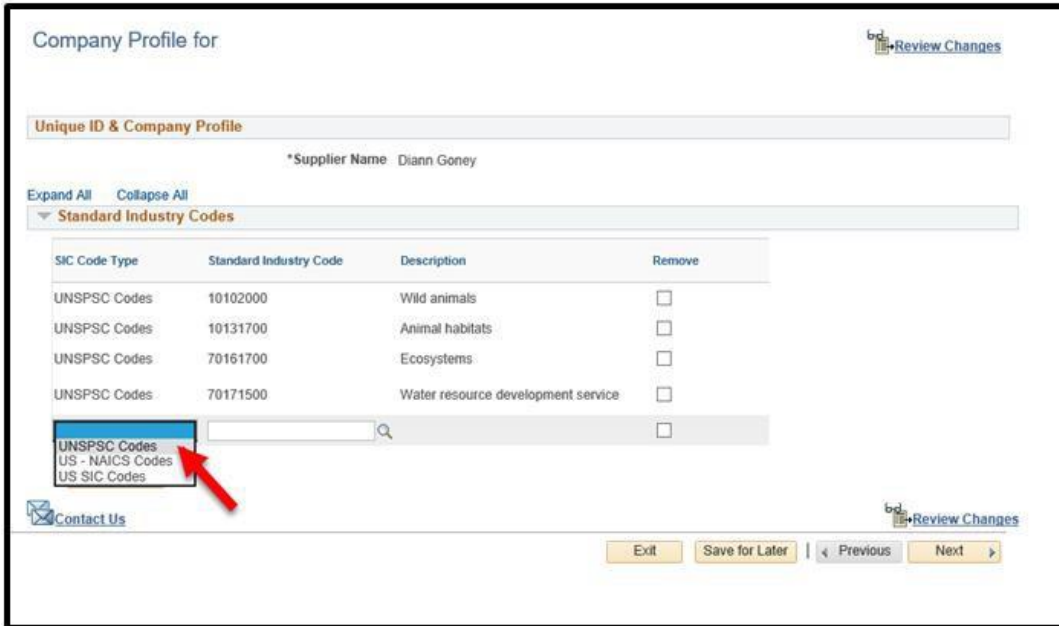 Company Profile for
Review Changes
Unique ID & Company Profile
*Supplier Name Diann Goney
Expand All Collapse All
Standard Industry Codes
SIC Code Type Standard Industry Code Description Remove
UNSPSC Codes 10102000 Wild animals
UNSPSC Codes 10131700 Animal habitats
UNSPSC Codes 70161700 Ecosystems
UNSPSC Codes 70171500 Water resource development service
UNSPSC Codes
US - NAICS Codes
US SIC Codes
Contact Us
Review Changes
Exit Save for Later | Previous Next